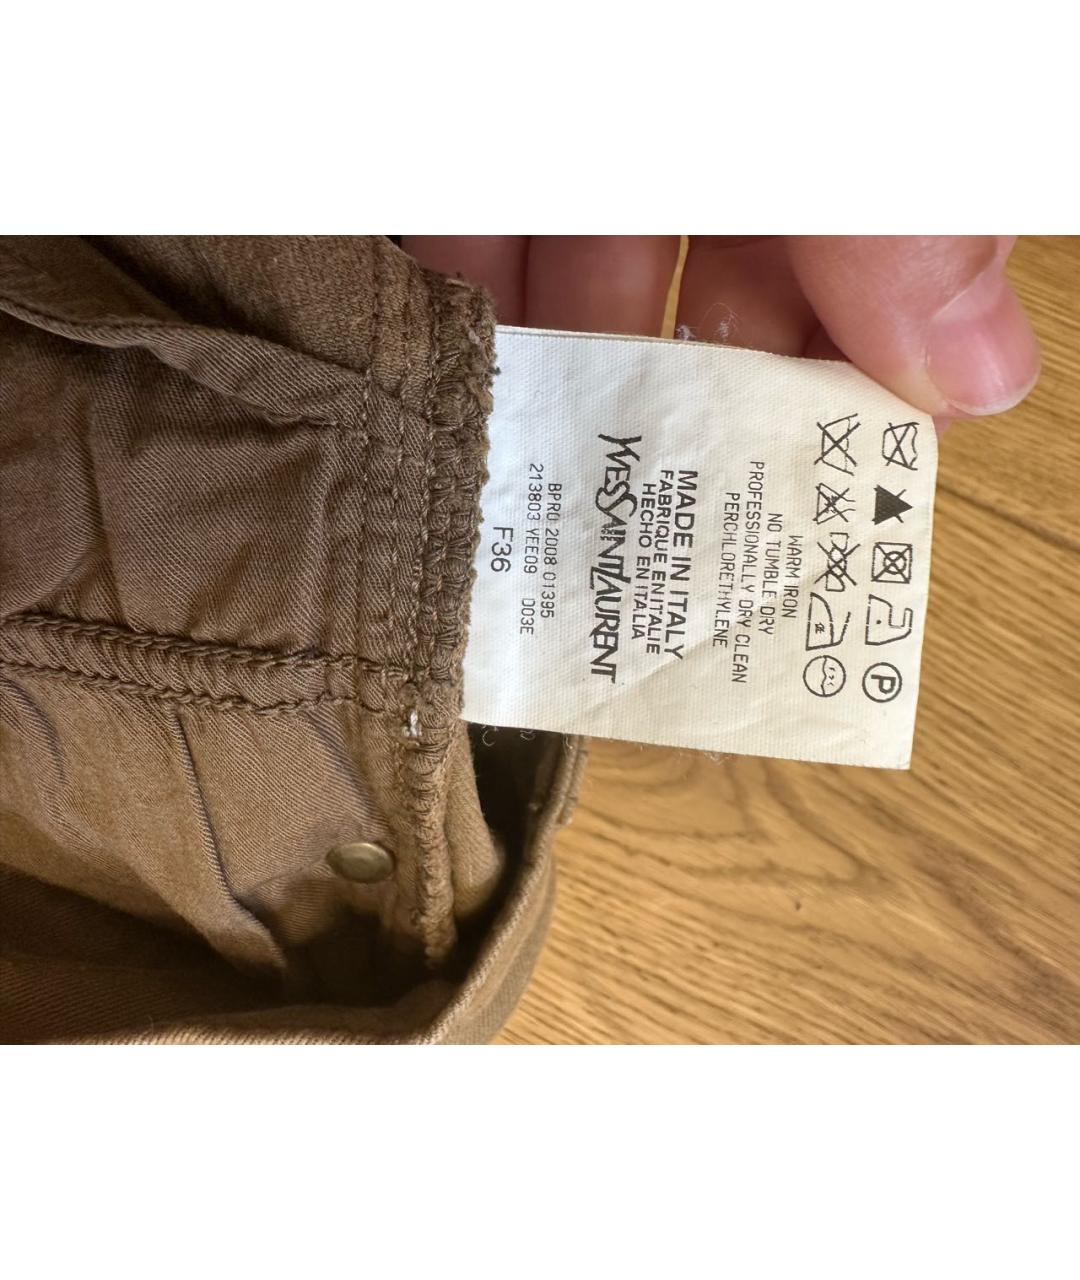 WARM IRON
NO TUMBLE DRY
PROFESSIONALLY DRY CLEAN
PERCHLORETHYLENE
MADE IN ITALY
FABRIQUE EN ITALIE
HECHO EN ITALIA
YVESSAINTLAURENT
BPRO 2008 01395
213803 YEE09 D03E
F36